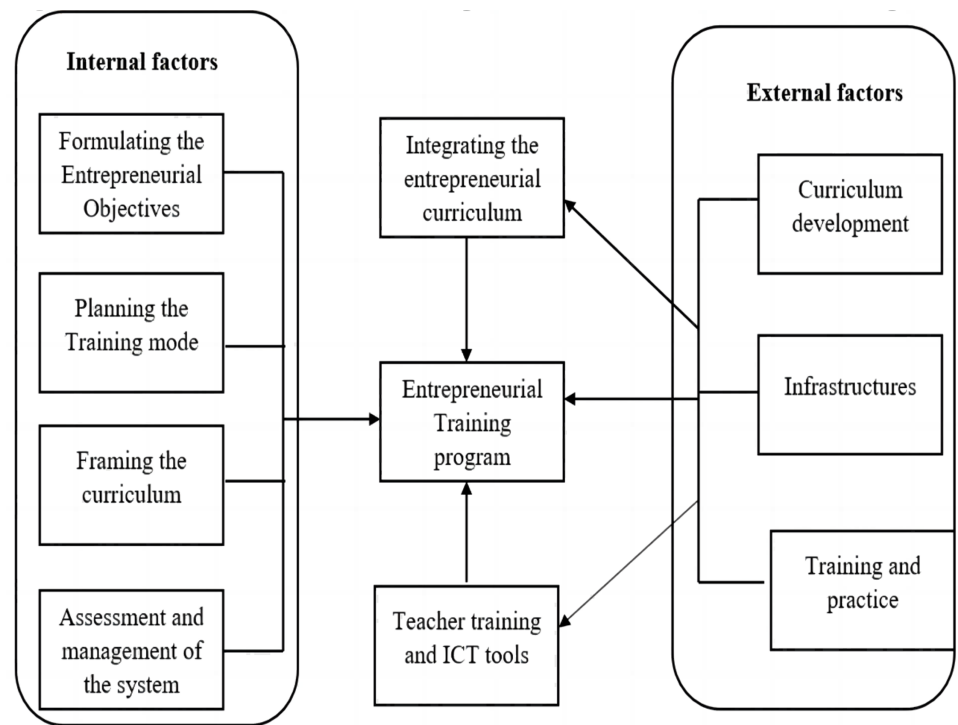 Internal factors
Formulating the
Entrepreneurial
Objectives
Planning the
Training mode
Framing the
curriculum
Assessment and
management of
the system
Integrating the
entrepreneurial
curriculum
Entrepreneurial
Training
program
Teacher training
and ICT tools
External factors
Curriculum
development
Infrastructures
Training and
practice